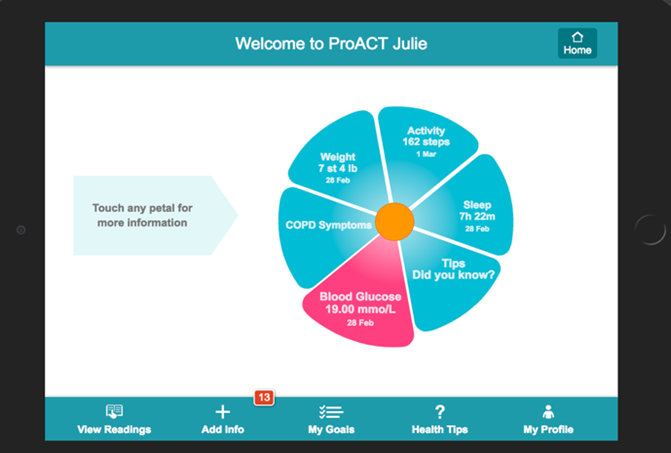 Welcome to ProACT Julie
Home
Activity
162 steps
1 Mar
Weight
7 st 4 lb
28 Feb
Sleep
7h 22m
28 Feb
Touch any petal for
more information
COPD Symptoms
Tips
Did you know?
Blood Glucose
19.00 mmo/L
28 Feb
13
View Readings
Add Info
My Goals
Health Tips
My Profile